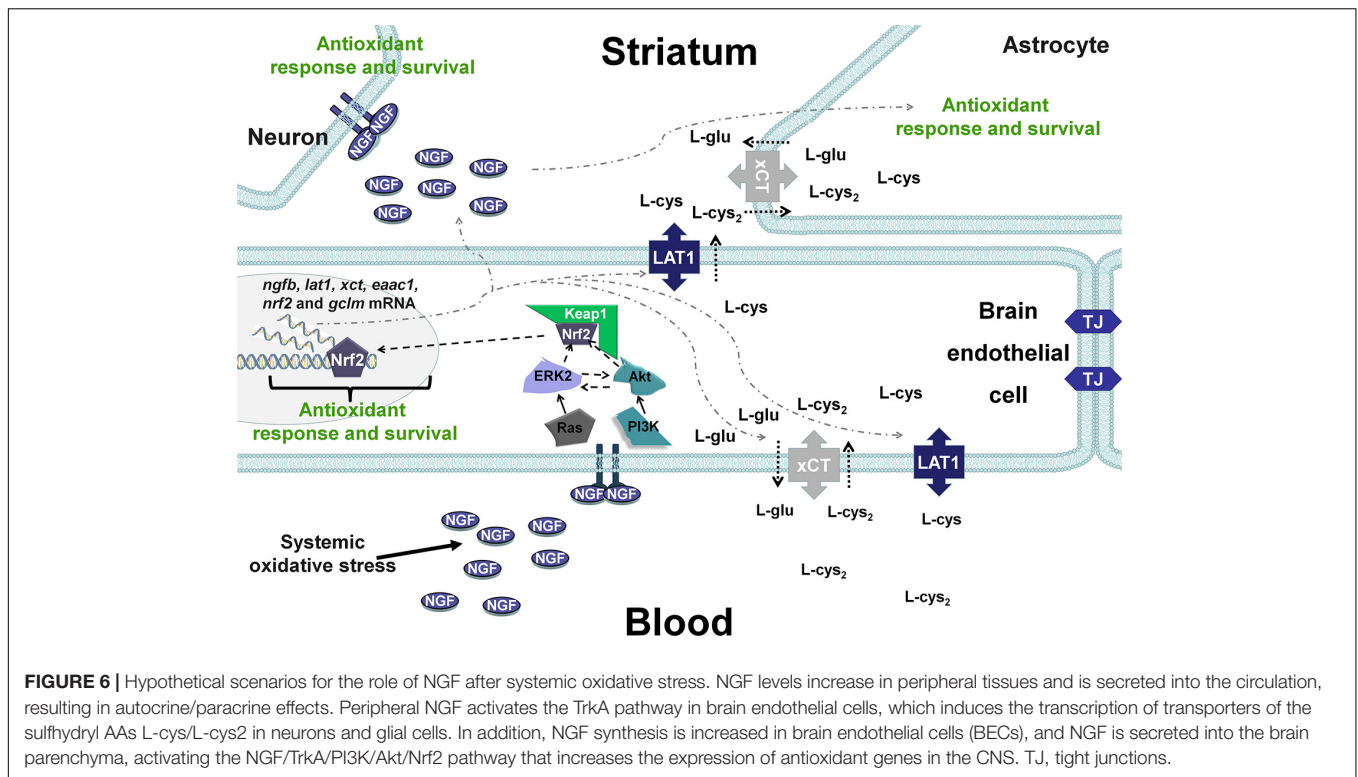 Striatum
Astrocyte
Antioxidant
response and survival
Neuron
NGF
NGF
NGF
NGF
NGF
NGF
NGF
NGF
NGF
Antioxidant
response and survival
L-glu
L-glu
xCT
L-cys
L-cys2
L-cys
L-cys2
LAT1
L-cys
ngfb, lat1, xct, eaac1,
nrf2 and gclm mRNA
Nrf2
Antioxidant
response and survival
Keap1
Nrf2
ERK2
Akt
Ras
PI3K
Brain
endothelial
cell
TJ
TJ
L-cys
L-cys2
L-glu
L-glu
xCT
LAT1
L-glu
L-cys2
L-cys
L-cys2
L-cys2
NGF
NGF
NGF
NGF
NGF
NGF
NGF
NGF
NGF
Systemic
oxidative stress
Blood
FIGURE 6 | Hypothetical scenarios for the role of NGF after systemic oxidative stress. NGF levels increase in peripheral tissues and is secreted into the circulation,
resulting in autocrine/paracrine effects. Peripheral NGF activates the TrkA pathway in brain endothelial cells, which induces the transcription of transporters of the
sulfhydryl AAs L-cys/L-cys2 in neurons and glial cells. In addition, NGF synthesis is increased in brain endothelial cells (BECs), and NGF is secreted into the brain
parenchyma, activating the NGF/TrkA/PI3K/Akt/Nrf2 pathway that increases the expression of antioxidant genes in the CNS. TJ, tight junctions.